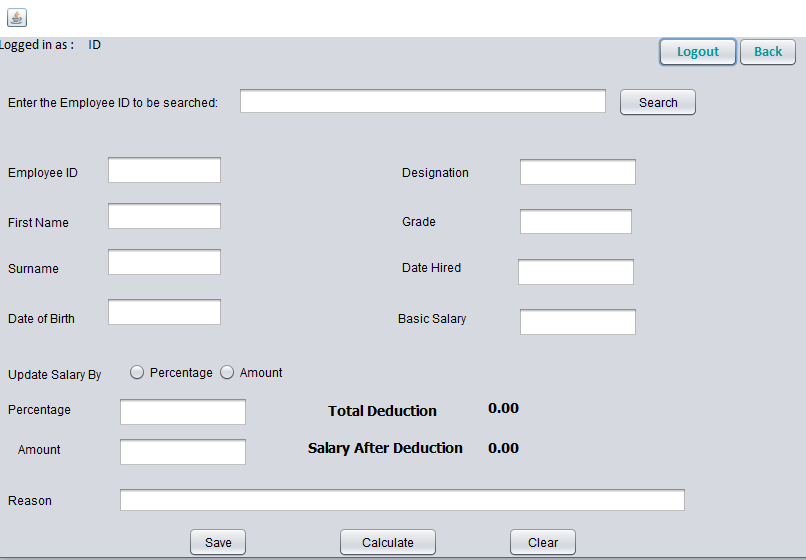 Logged in as : ID
Logout Back
Enter the Employee ID to be searched: Search
Employee ID Designation
First Name Grade
Surname Date Hired
Date of Birth Basic Salary
Update Salary By Percentage Amount
Percentage Total Deduction 0.00
Amount Salary After Deduction 0.00
Reason
Save Calculate Clear